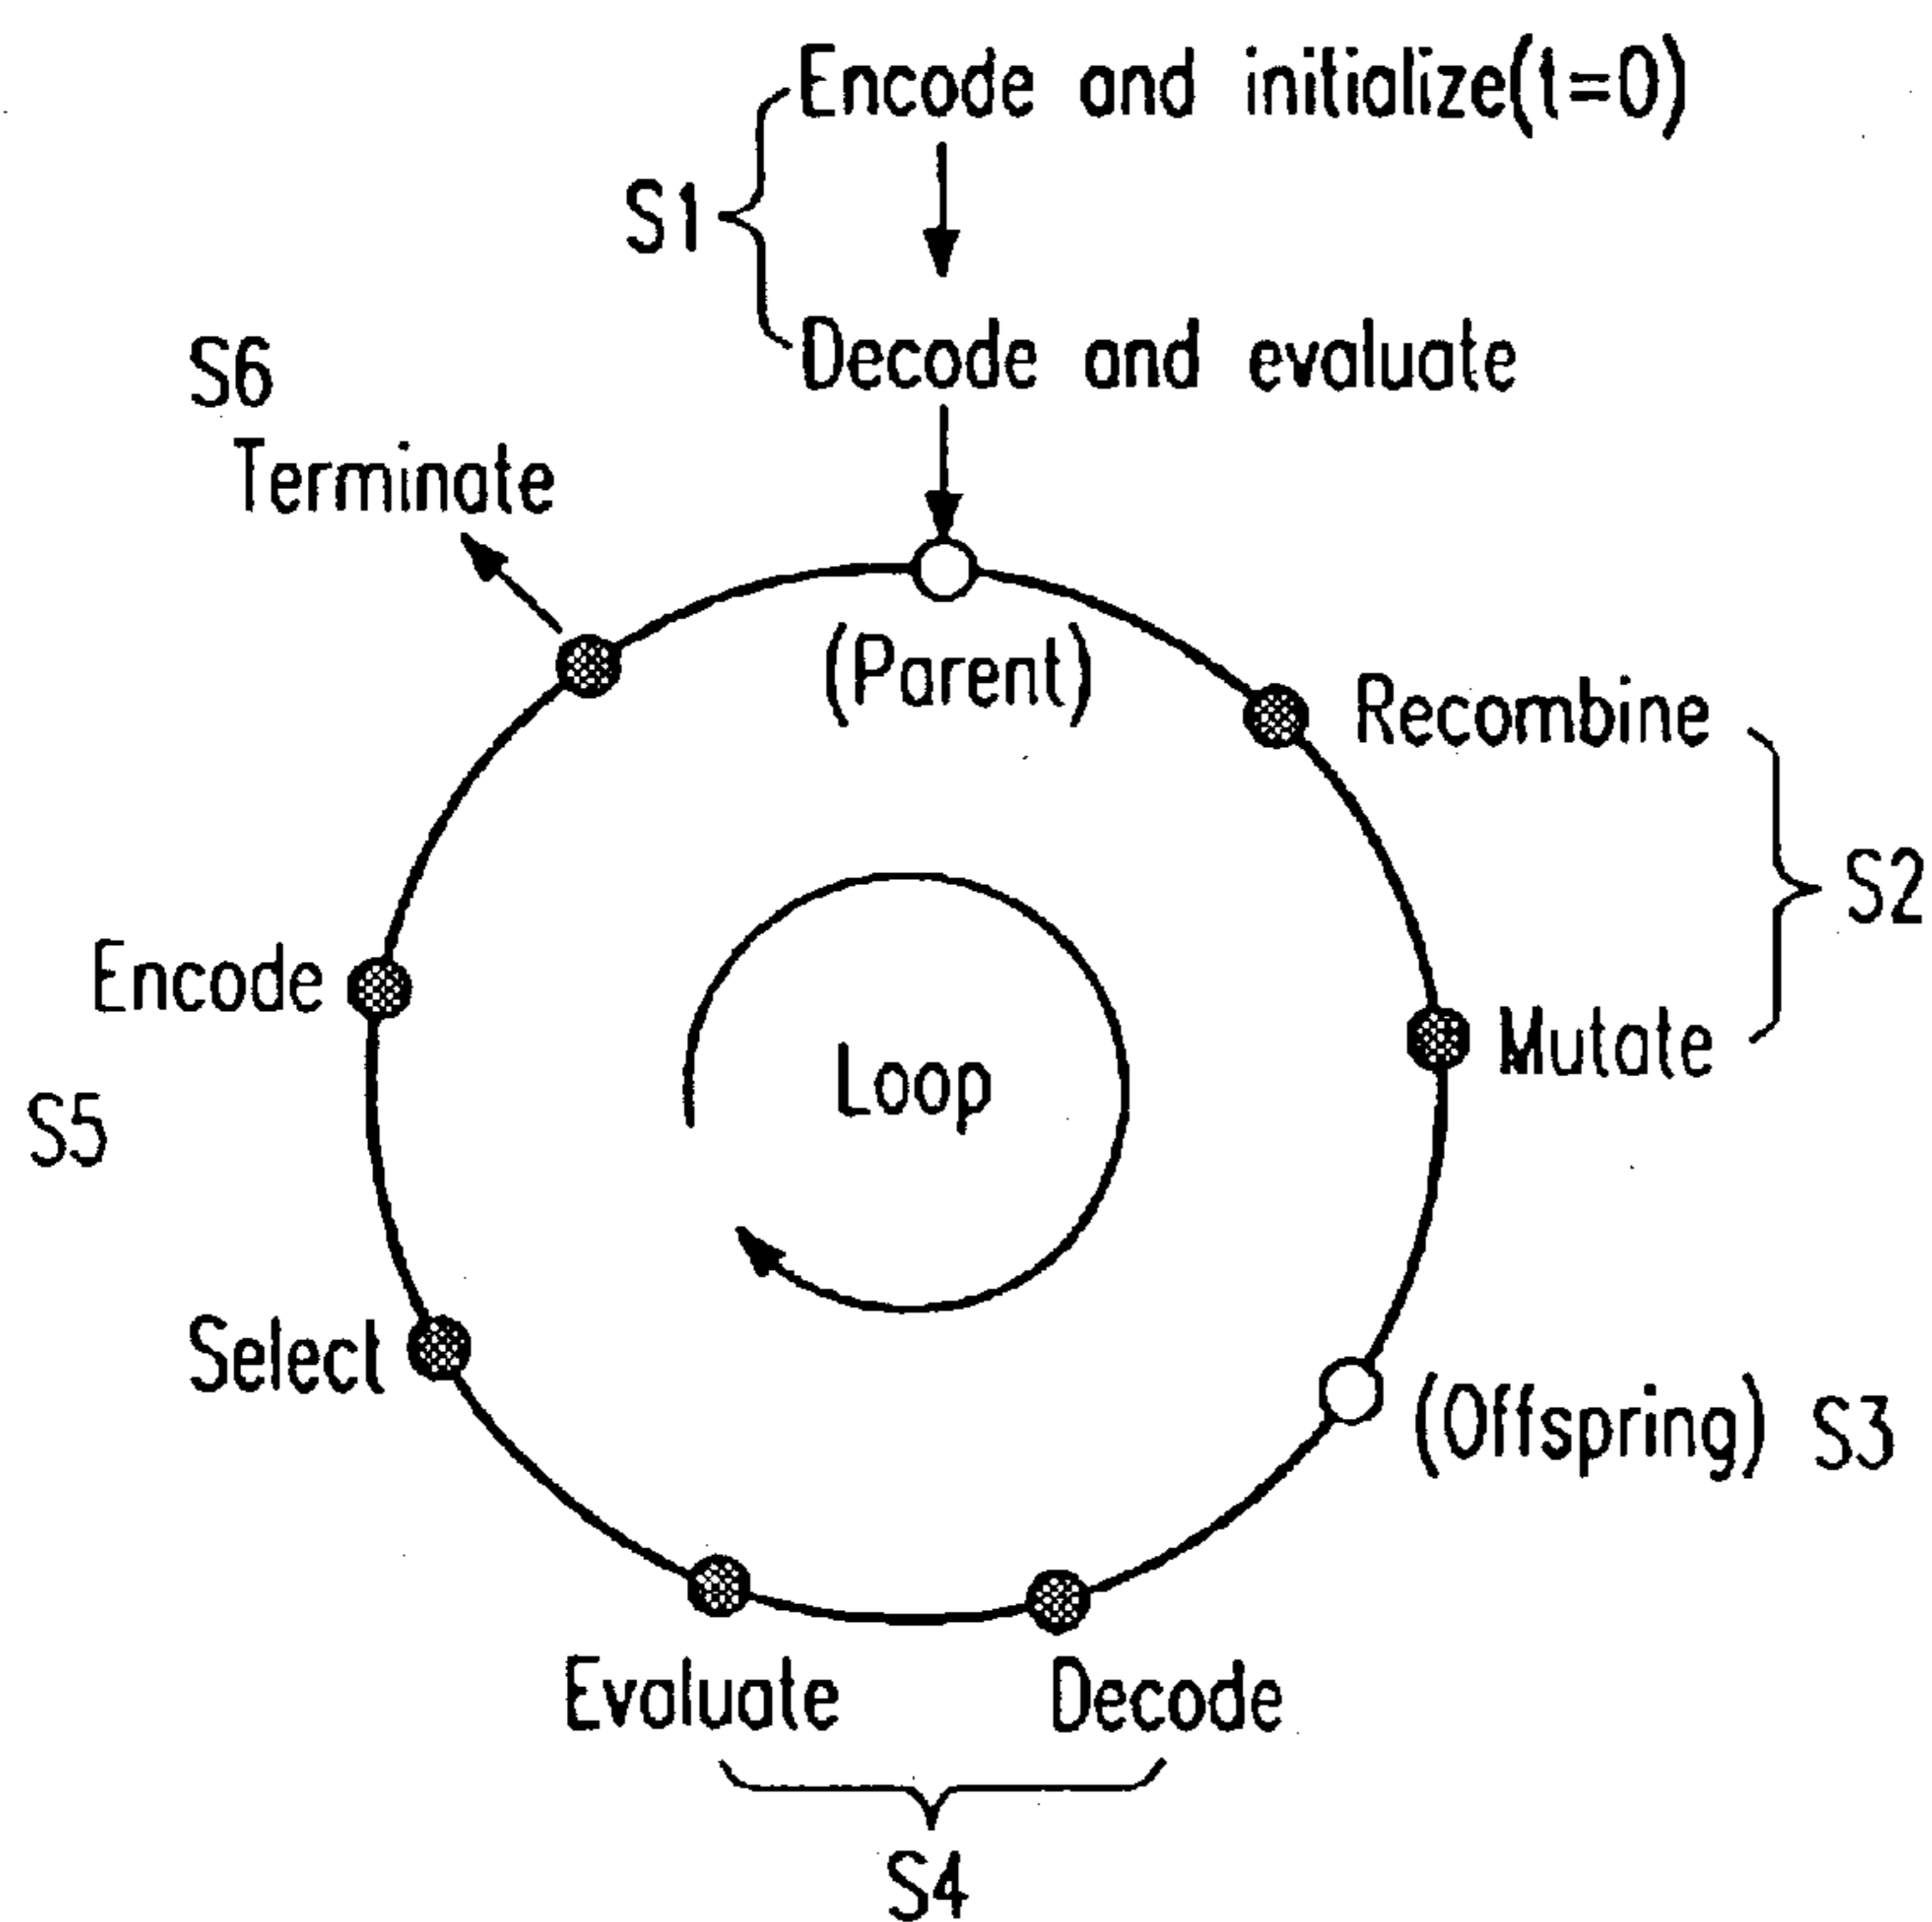 Encode and initialize(t=0)
S1
Decode and evaluate
S6
Terminate
(Parent)
Recombine
S2
Encode
Mutate
Loop
S5
Select
(Offspring) S3
Evaluate
Decode
S4